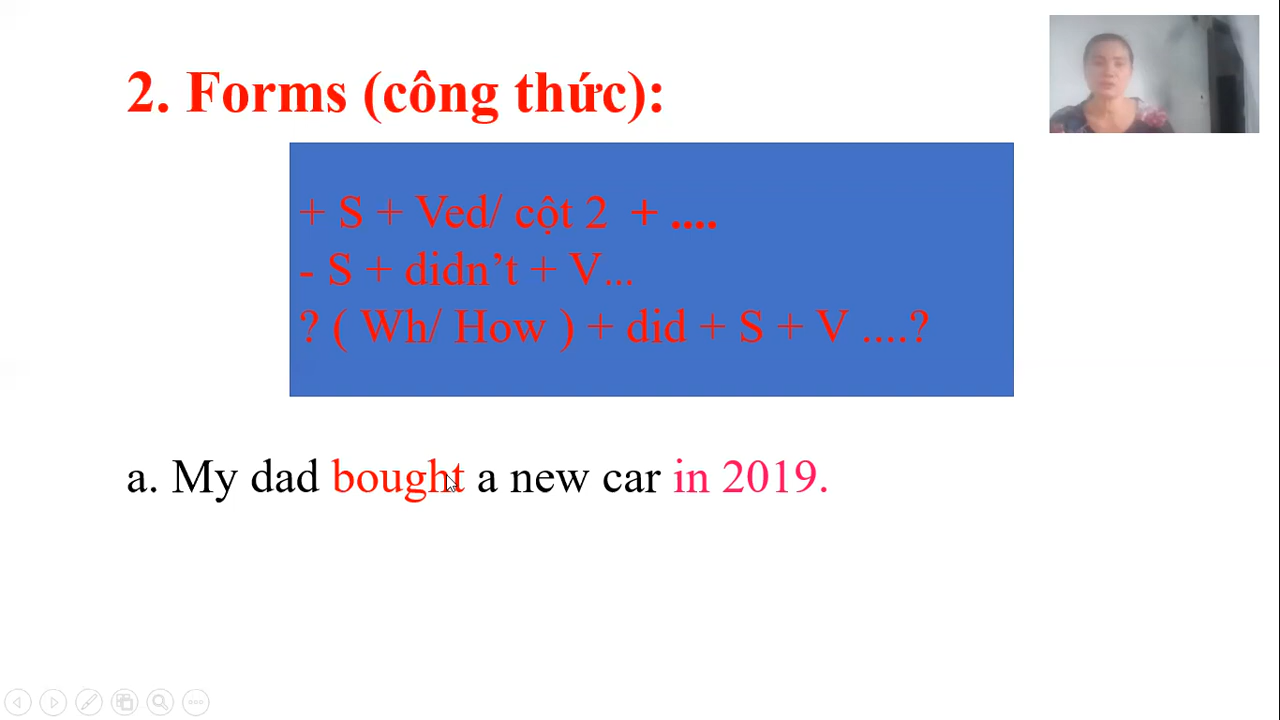 2. Forms (công thức):
+ S + Ved/ cột 2 + ....
- S + didn’t + V...
? ( Wh/ How ) + did + S + V ....?
a. My dad bought a new car in 2019.